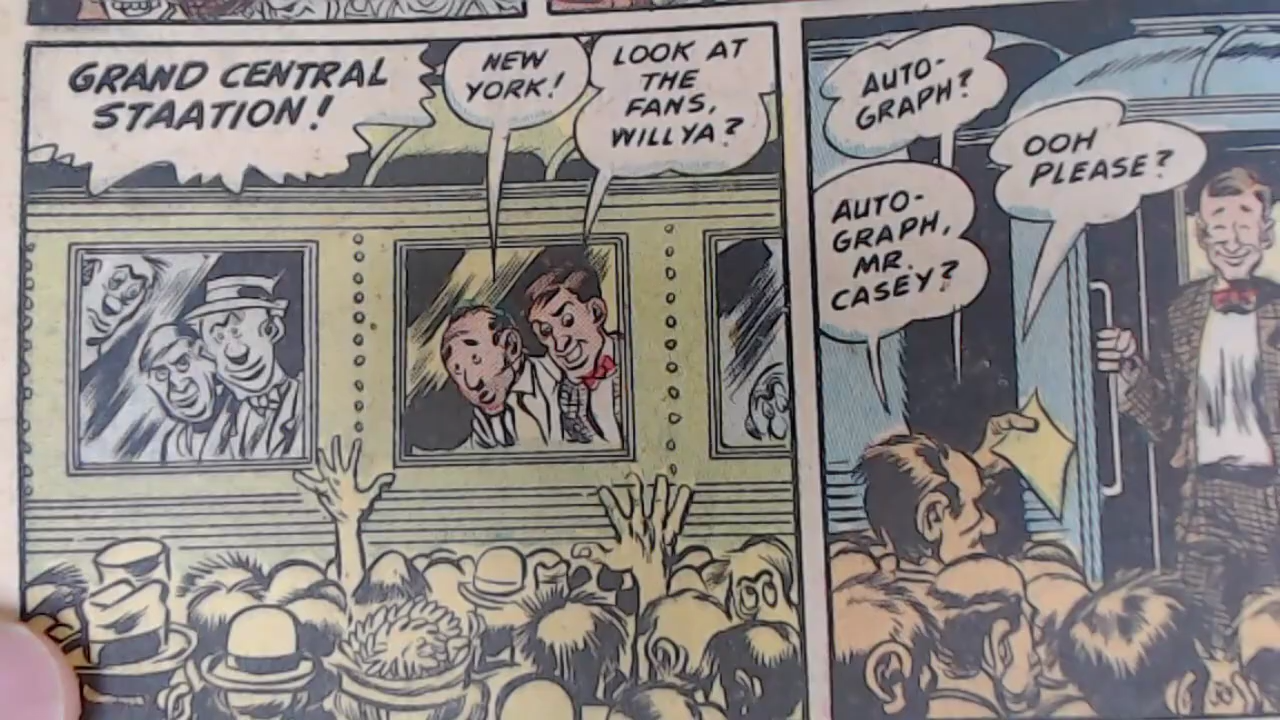 GRAND CENTRAL
STAATION!
NEW
YORK!
LOOK AT
THE
FANS,
WILLYA?
AUTO-
GRAPH?
OOH
PLEASE?
AUTO-
GRAPH,
MR.
CASEY?